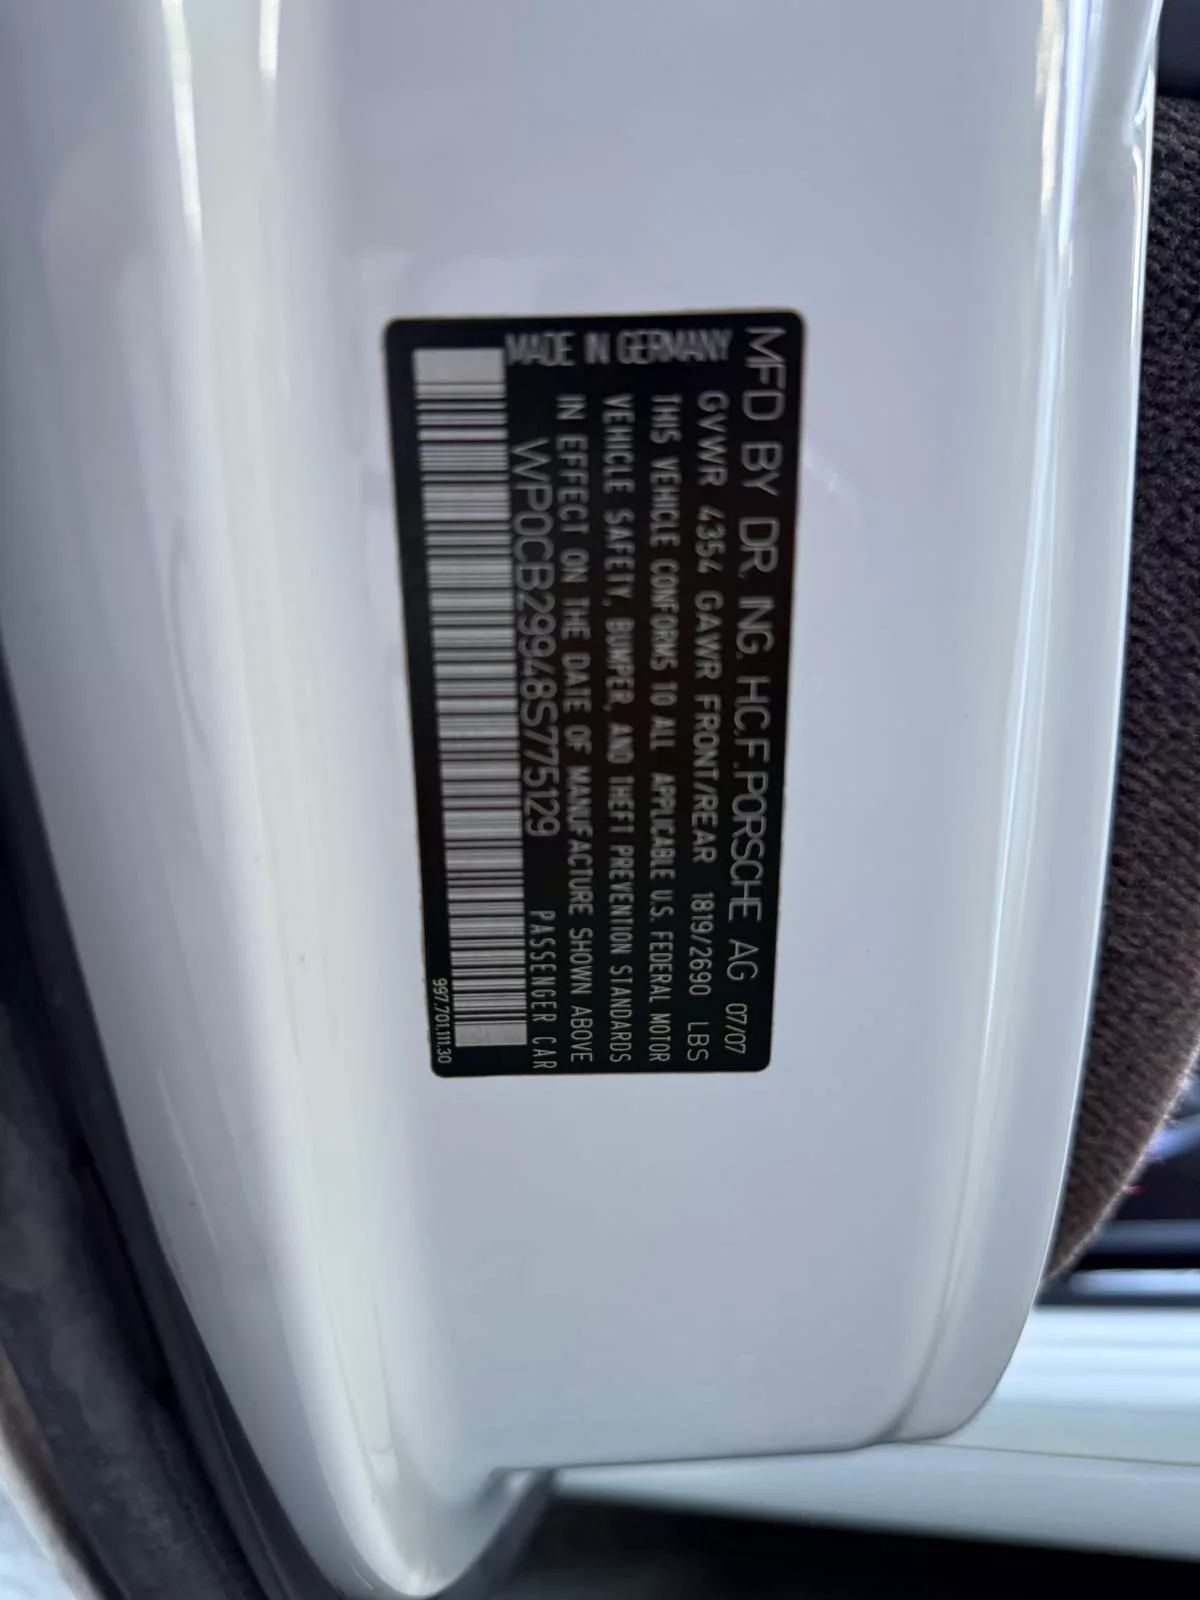 MFD BY DR. ING. H.C.F. PORSCHE AG 07/07
MADE IN GERMANY
GVWR 4354 GAWR FRONT/REAR 1819/2690 LBS
THIS VEHICLE CONFORMS TO ALL APPLICABLE U.S. FEDERAL MOTOR
VEHICLE SAFETY, BUMPER, AND THEFT PREVENTION STANDARDS
IN EFFECT ON THE DATE OF MANUFACTURE SHOWN ABOVE
WP0CB29948S775129 PASSENGER CAR
997.701.111.30